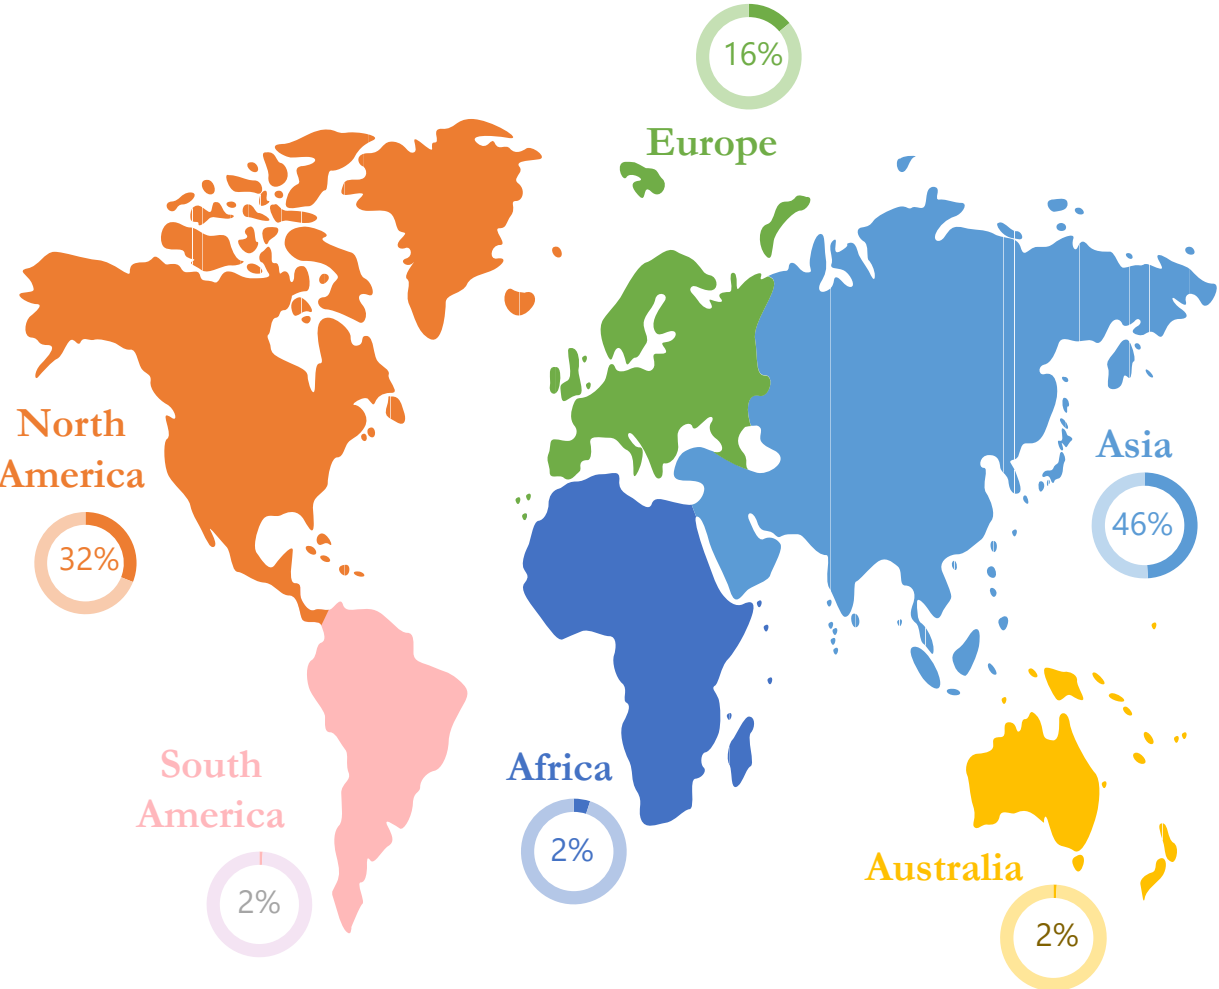 16%
Europe
North
America
32%
Asia
46%
South
America
2%
Africa
2%
Australia
2%